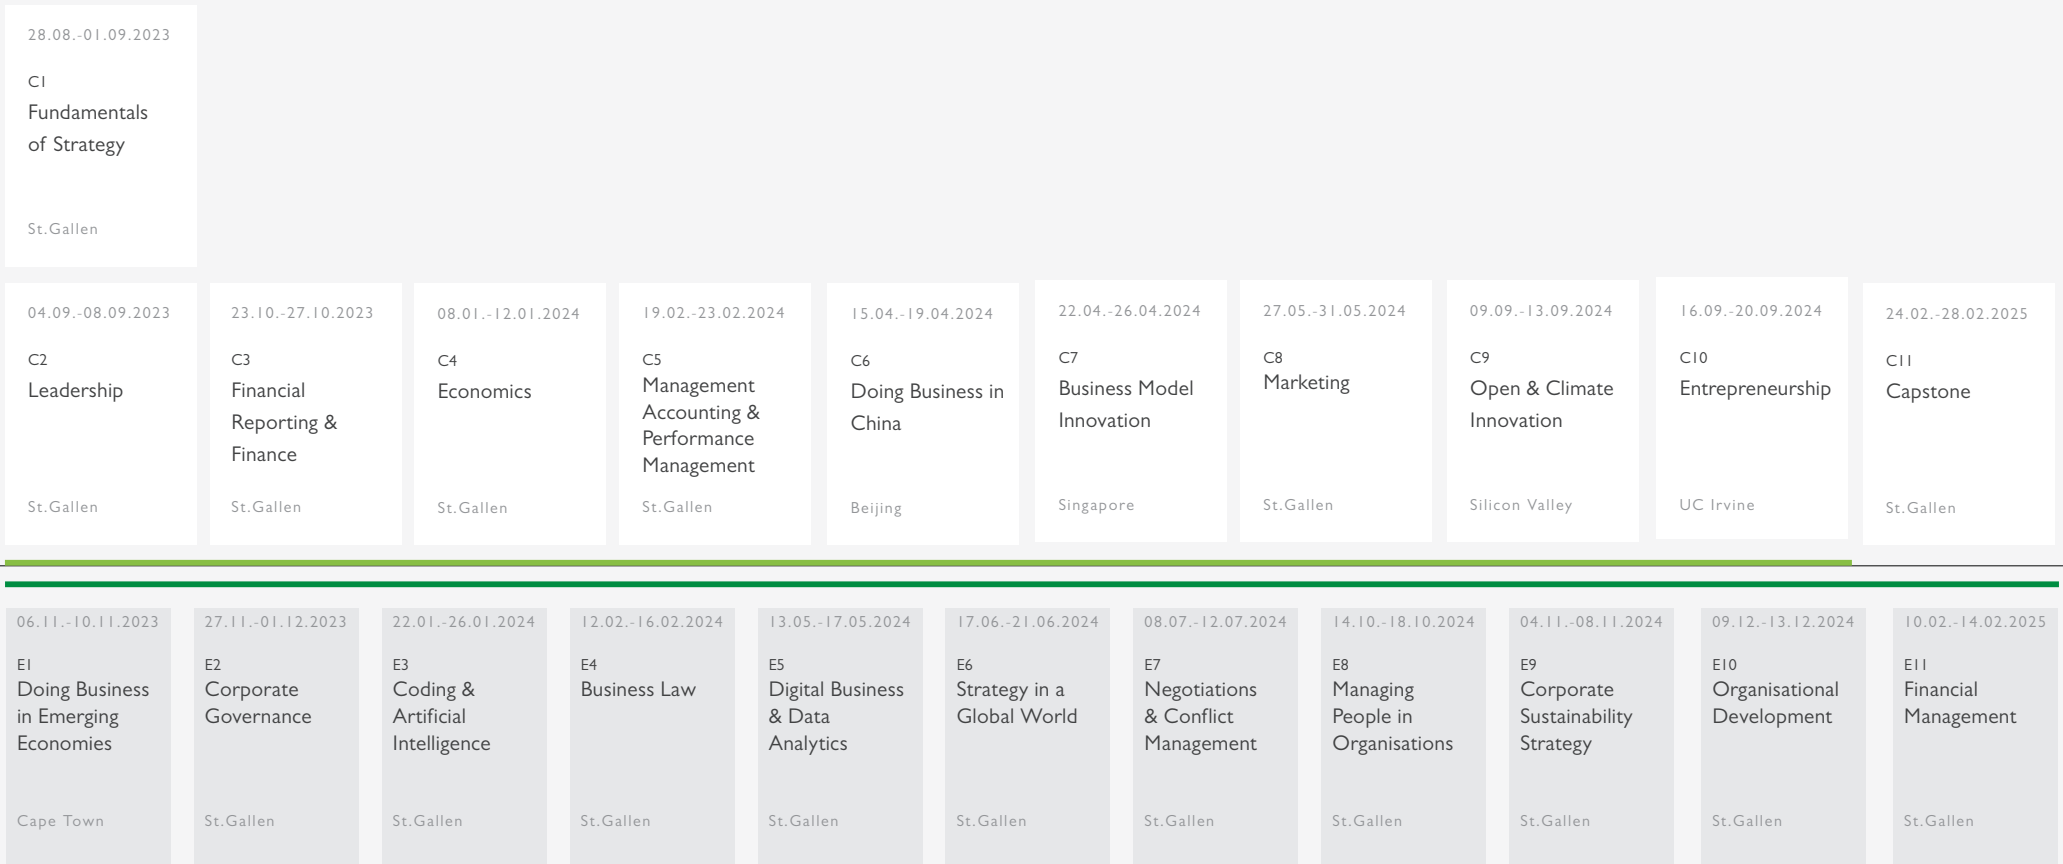 28.08.-01.09.2023
C1
Fundamentals
of Strategy
St.Gallen
04.09.-08.09.2023
C2
Leadership
St.Gallen
23.10.-27.10.2023
C3
Financial
Reporting &
Finance
St.Gallen
08.01.-12.01.2024
C4
Economics
St.Gallen
19.02.-23.02.2024
C5
Management
Accounting &
Performance
Management
St.Gallen
15.04.-19.04.2024
C6
Doing Business in
China
Beijing
22.04.-26.04.2024
C7
Business Model
Innovation
Singapore
27.05.-31.05.2024
C8
Marketing
St.Gallen
09.09.-13.09.2024
C9
Open & Climate
Innovation
Silicon Valley
16.09.-20.09.2024
C10
Entrepreneurship
UC Irvine
24.02.-28.02.2025
C11
Capstone
St.Gallen
06.11.-10.11.2023
E1
Doing Business
in Emerging
Economies
Cape Town
27.11.-01.12.2023
E2
Corporate
Governance
St.Gallen
22.01.-26.01.2024
E3
Coding &
Artificial
Intelligence
St.Gallen
12.02.-16.02.2024
E4
Business Law
St.Gallen
13.05.-17.05.2024
E5
Digital Business
& Data
Analytics
St.Gallen
17.06.-21.06.2024
E6
Strategy in a
Global World
St.Gallen
08.07.-12.07.2024
E7
Negotiations
& Conflict
Management
St.Gallen
14.10.-18.10.2024
E8
Managing
People in
Organisations
St.Gallen
04.11.-08.11.2024
E9
Corporate
Sustainability
Strategy
St.Gallen
09.12.-13.12.2024
E10
Organisational
Development
St.Gallen
10.02.-14.02.2025
E11
Financial
Management
St.Gallen